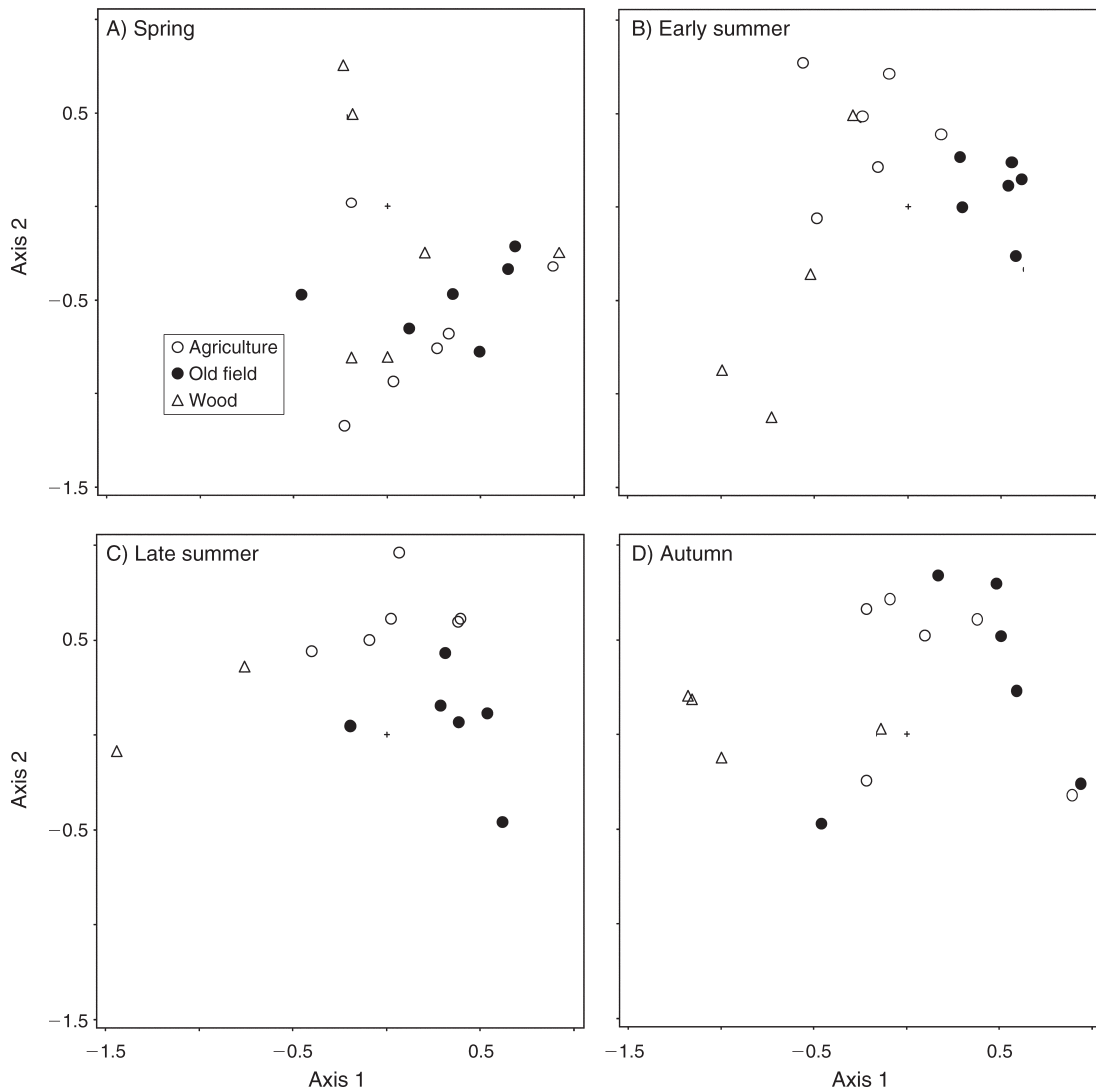 A) Spring
B) Early summer
0.5
Axis 2
−0.5
Agriculture
Old field
Wood
−1.5
C) Late summer
D) Autumn
0.5
Axis 2
−0.5
−1.5
−1.5 −0.5 0.5 −1.5 −0.5 0.5
Axis 1 Axis 1